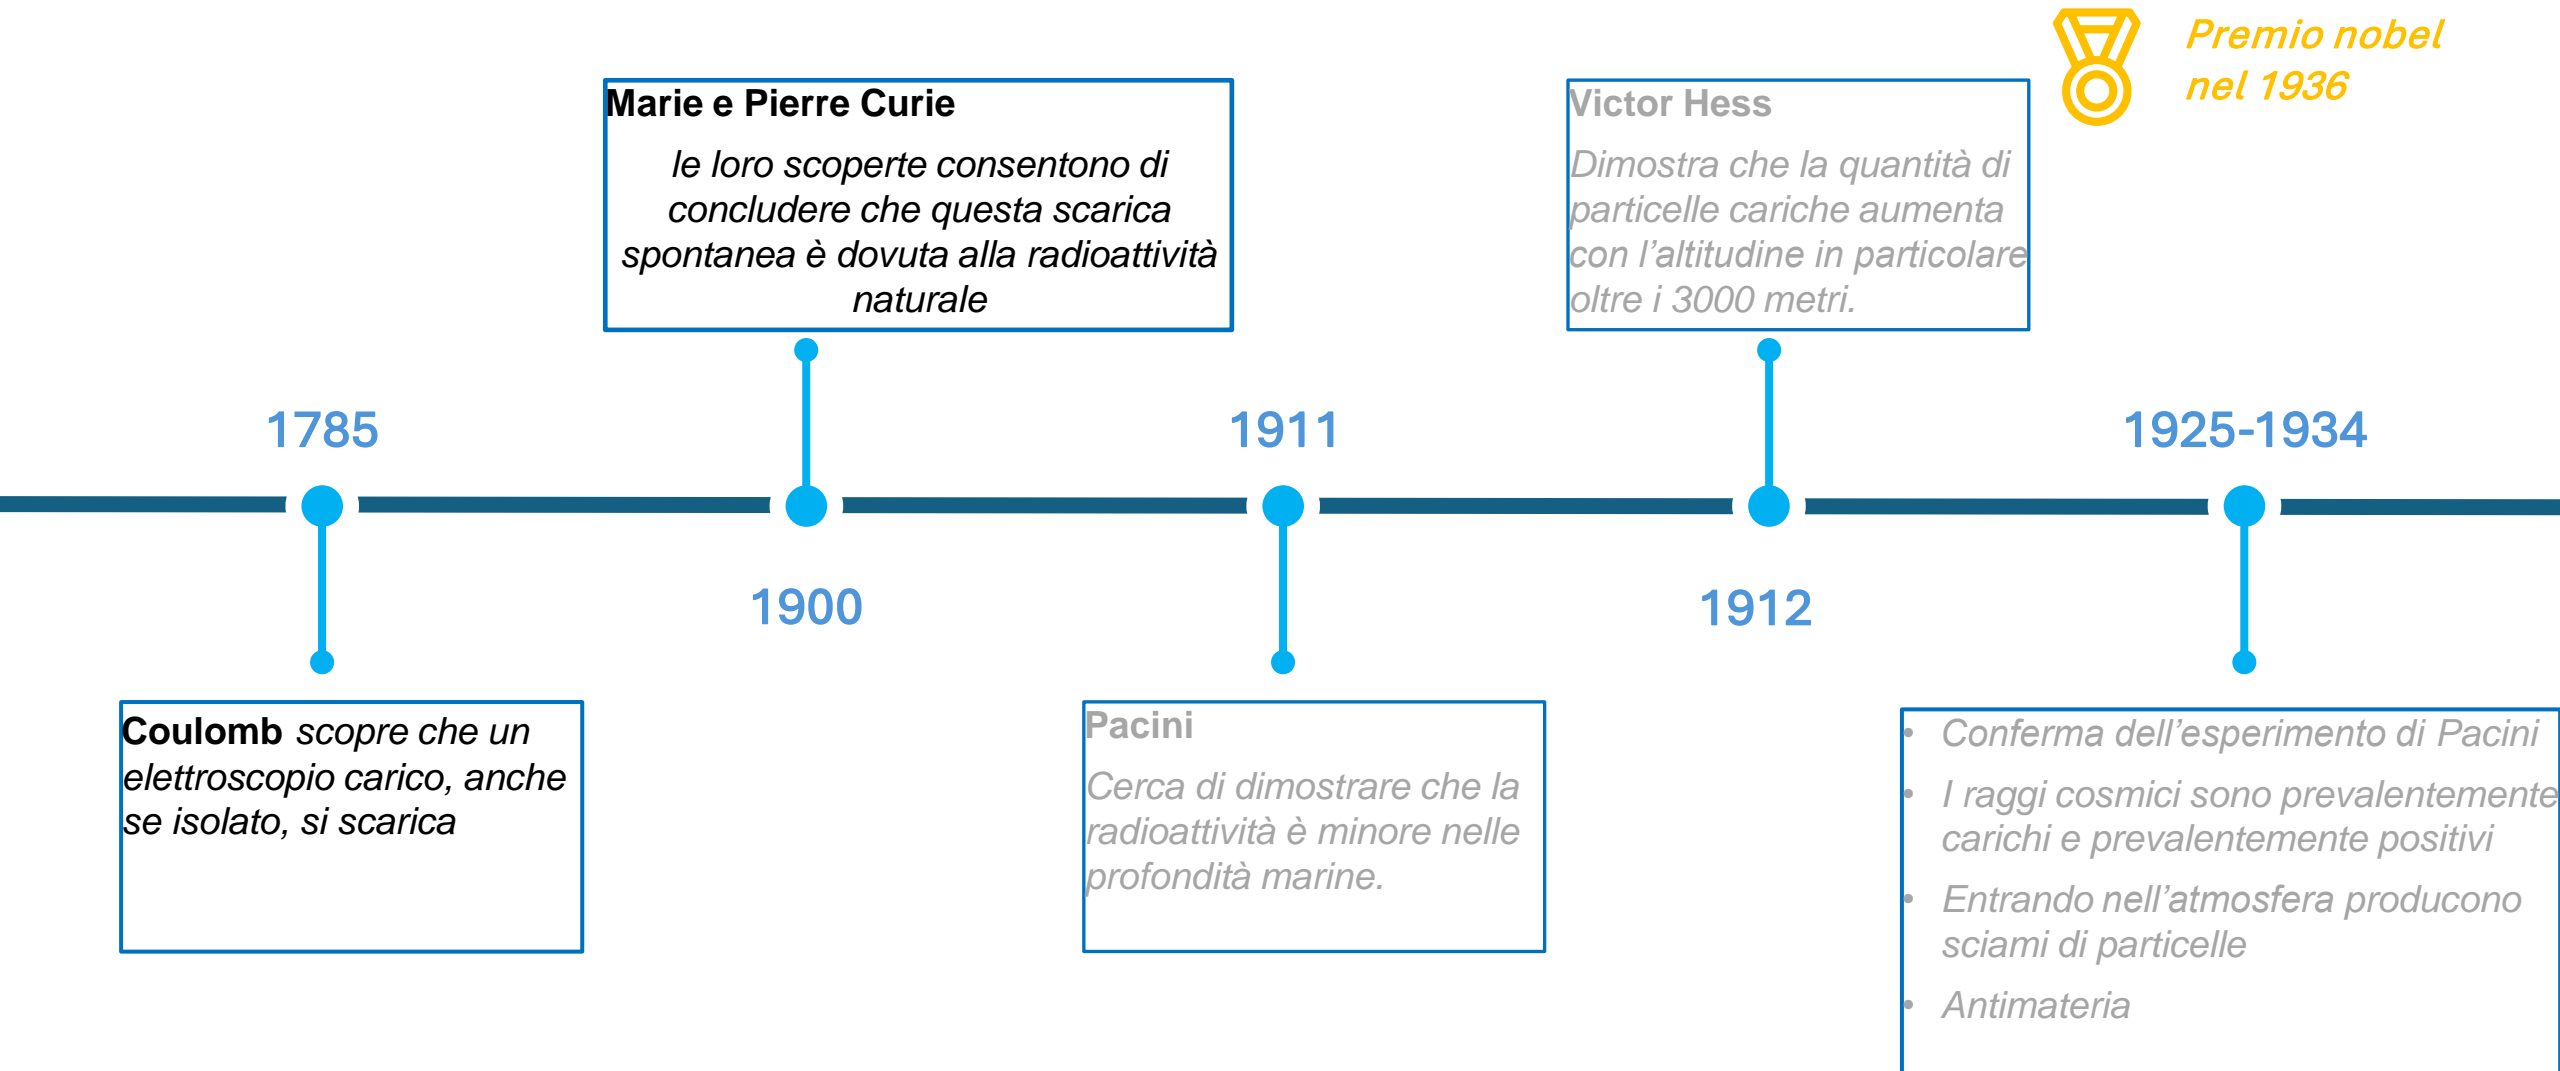 Premio nobel
nel 1936
Marie e Pierre Curie
le loro scoperte consentono di
concludere che questa scarica
spontanea è dovuta alla radioattività
naturale
Victor Hess
Dimostra che la quantità di
particelle cariche aumenta
con l’altitudine in particolare
oltre i 3000 metri.
1785
1911
1925-1934
1900
1912
Coulomb scopre che un
elettroscopio carico, anche
se isolato, si scarica
Pacini
Cerca di dimostrare che la
radioattività è minore nelle
profondità marine.
• Conferma dell’esperimento di Pacini
• I raggi cosmici sono prevalentemente
carichi e prevalentemente positivi
• Entrando nell’atmosfera producono
sciami di particelle
• Antimateria